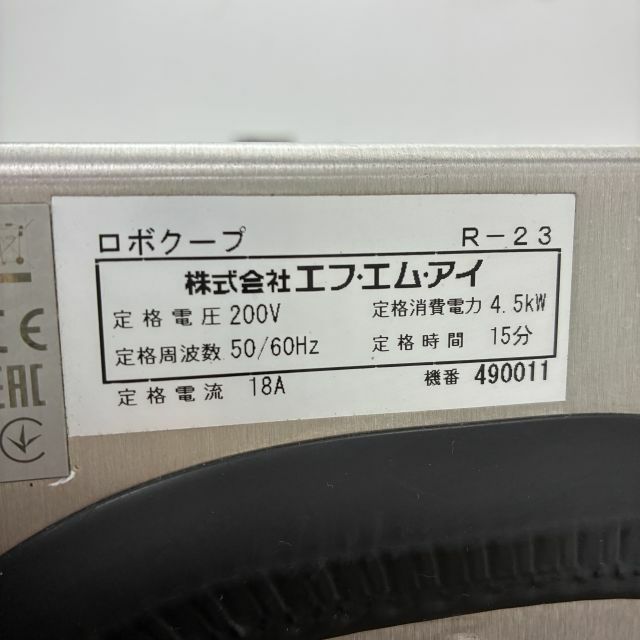 ロボクープ R-23
株式会社エフ・エム・アイ
定格電圧 200V 定格消費電力 4.5kW
定格周波数 50/60Hz 定格時間 15分
定格電流 18A 機番 490011
CE
EAC